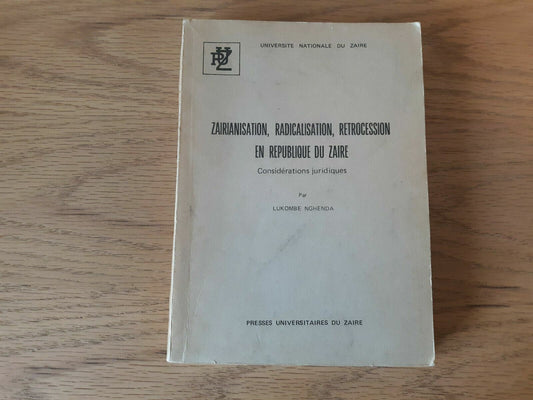 PUZ
UNIVERSITE NATIONALE DU ZAIRE
ZAIRIANISATION, RADICALISATION, RETROCESSION
EN REPUBLIQUE DU ZAIRE
Considérations juridiques
Par
LUKOMBE NGHENDA
PRESSES UNIVERSITAIRES DU ZAIRE